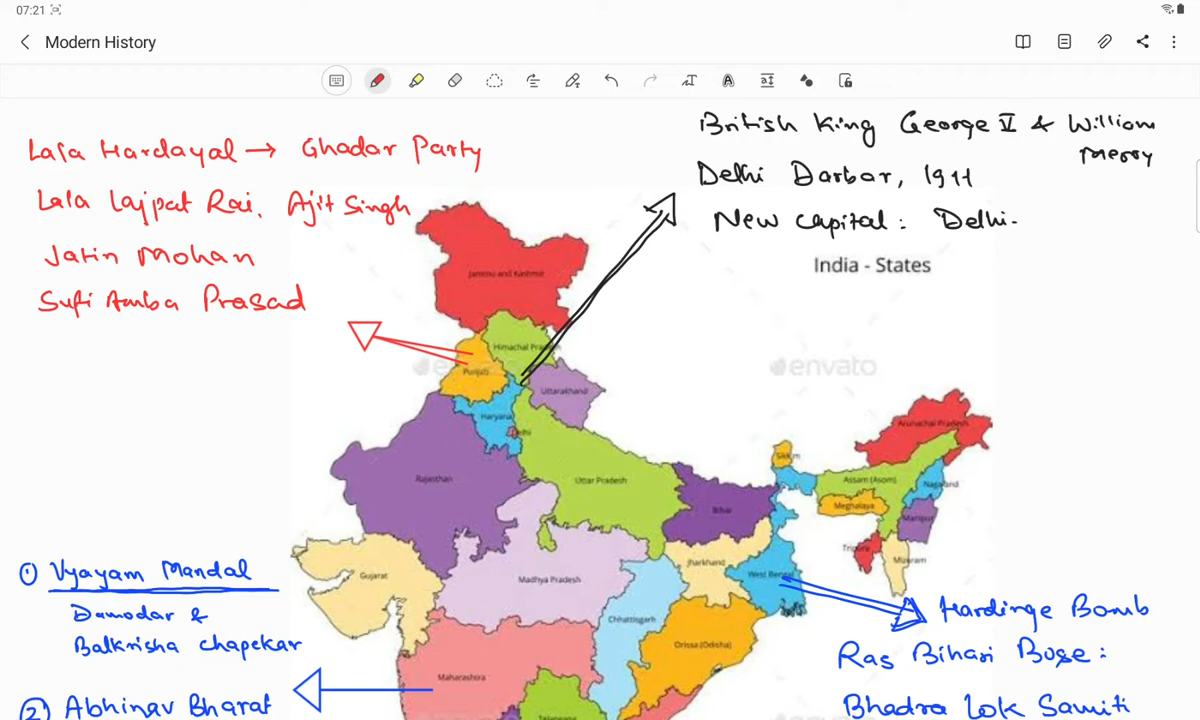 07:21
Modern History
Lala Hardayal → Ghadar Party
Lala Lajpat Rai. Ajit Singh
Jatin Mohan
Sufi Amba Prasad
British King George V & William
Merry
Delhi Darbar, 1911
New Capital : Delhi.
India - States
Jammu and Kashmir
Himachal Pradesh
Punjab
envato
Uttarakhand
Haryana
Delhi
Rajasthan
Uttar Pradesh
Bihar
Sikkim
Arunachal Pradesh
Assam (Asom)
Nagaland
Meghalaya
Manipur
Tripura
Mizoram
Jharkhand
West Bengal
Gujarat
Madhya Pradesh
Chhattisgarh
Orissa (Odisha)
Maharashtra
Telangana
① Vyayam Mandal
Damodar &
Balkrisha Chapekar
② Abhinav Bharat
Hardinge Bomb
Ras Bihari Bose :
Bhadra Lok Samiti